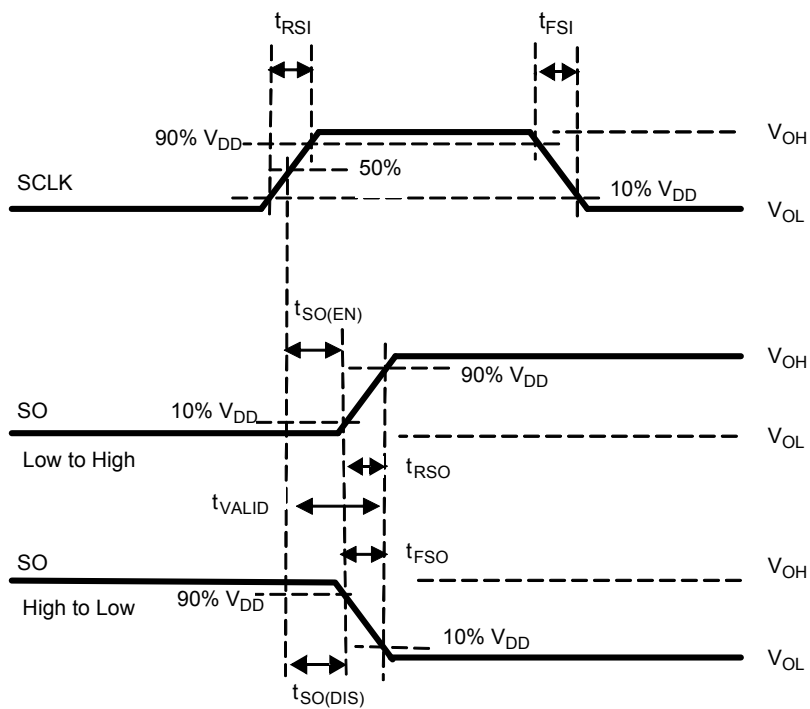 tRSI
tFSI
90% VDD
VOH
50%
SCLK
10% VDD
VOL
tSO(EN)
VOH
90% VDD
SO
10% VDD
VOL
Low to High
tRSO
tVALID
tFSO
SO
VOH
90% VDD
High to Low
10% VDD
VOL
tSO(DIS)